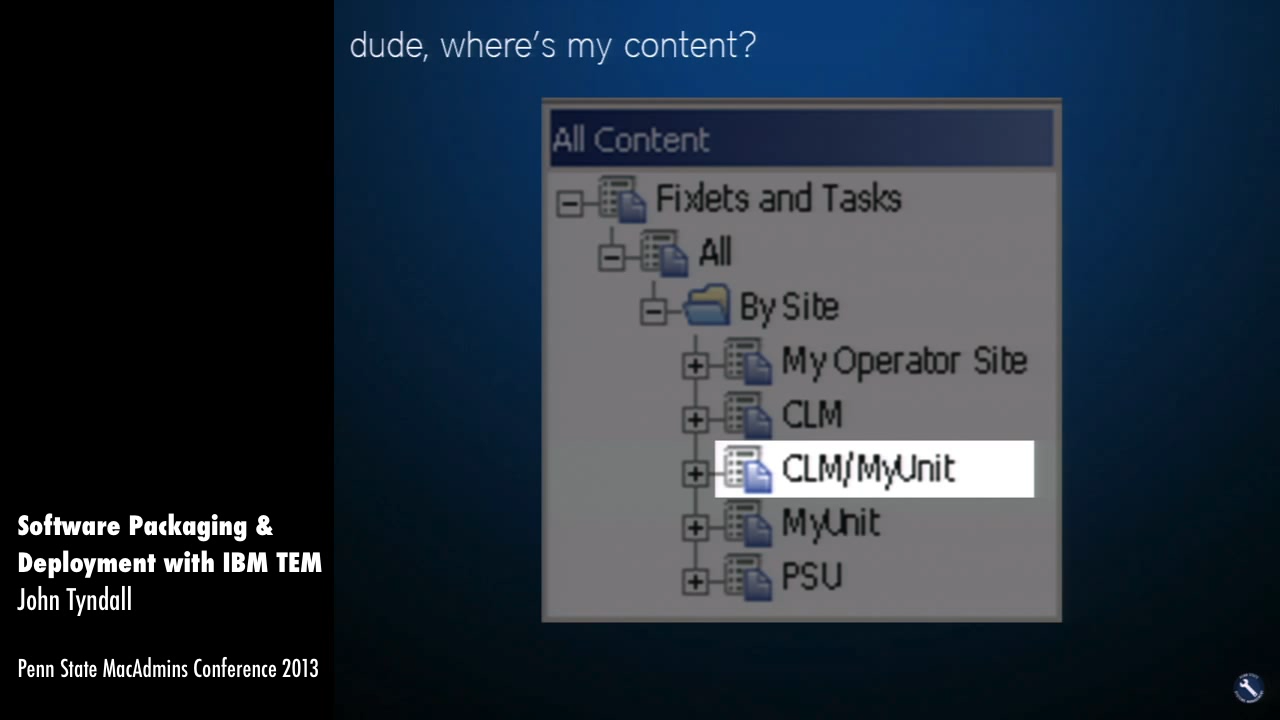 dude, where's my content?
All Content
Fixlets and Tasks
All
By Site
My Operator Site
CLM
CLM/MyUnit
MyUnit
PSU
Software Packaging &
Deployment with IBM TEM
John Tyndall
Penn State MacAdmins Conference 2013